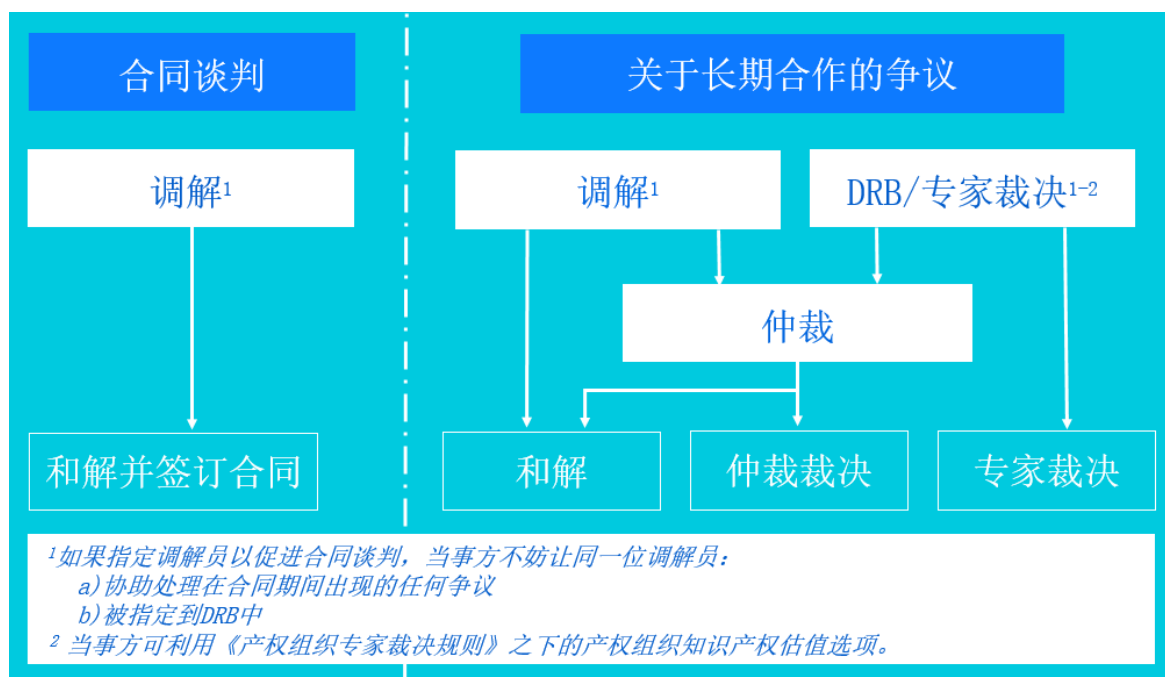 合同谈判
关于长期合作的争议
调解¹
调解¹
DRB/专家裁决¹⁻²
仲裁
和解并签订合同
和解
仲裁裁决
专家裁决
¹如果指定调解员以促进合同谈判，当事方不妨让同一位调解员：
a)协助处理在合同期间出现的任何争议
b)被指定到DRB中
² 当事方可利用《产权组织专家裁决规则》之下的产权组织知识产权估值选项。